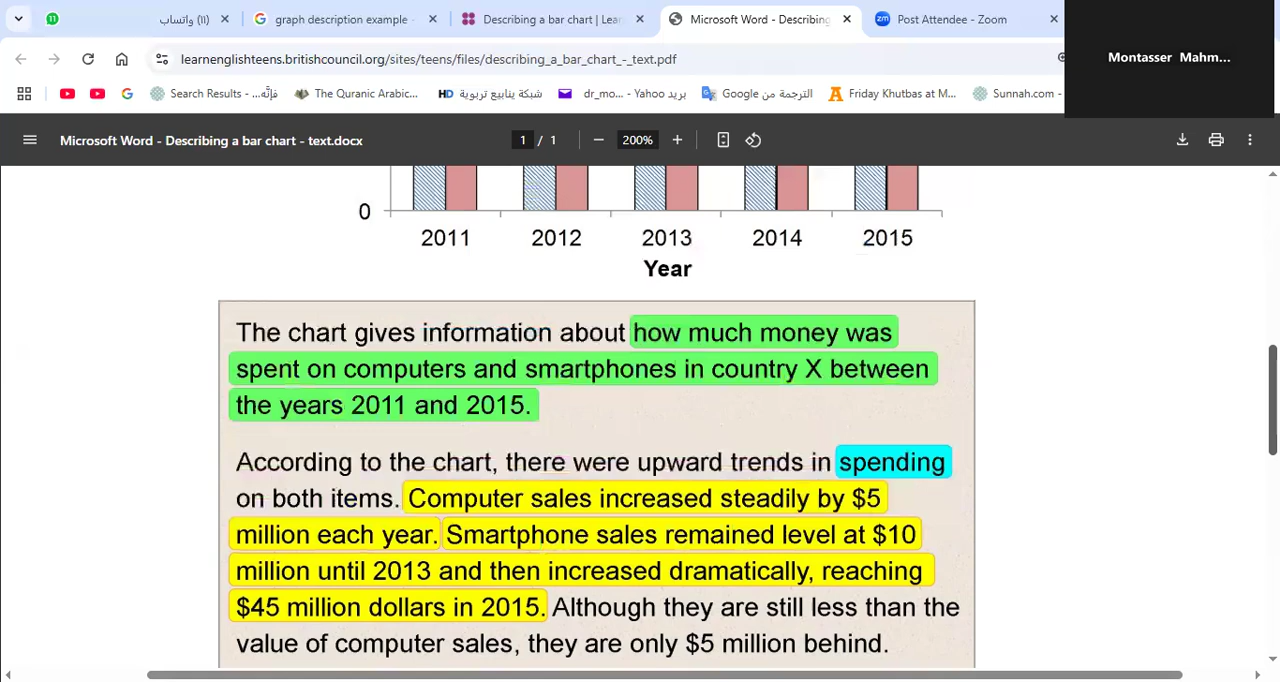 (11) واتساب
graph description example
Describing a bar chart | Lear
Microsoft Word - Describing
Post Attendee - Zoom
Montasser Mahm...
learnenglishteens.britishcouncil.org/sites/teens/files/describing_a_bar_chart_-_text.pdf
Search Results - فإنَّه...
The Quranic Arabic...
شبكة ينابيع تربوية
dr_mo... - Yahoo بريد
الترجمة من Google
Friday Khutbas at M...
Sunnah.com -
Microsoft Word - Describing a bar chart - text.docx
1 / 1
200%
0
2011 2012 2013 2014 2015
Year
The chart gives information about how much money was
spent on computers and smartphones in country X between
the years 2011 and 2015.
According to the chart, there were upward trends in spending
on both items. Computer sales increased steadily by $5
million each year. Smartphone sales remained level at $10
million until 2013 and then increased dramatically, reaching
$45 million dollars in 2015. Although they are still less than the
value of computer sales, they are only $5 million behind.